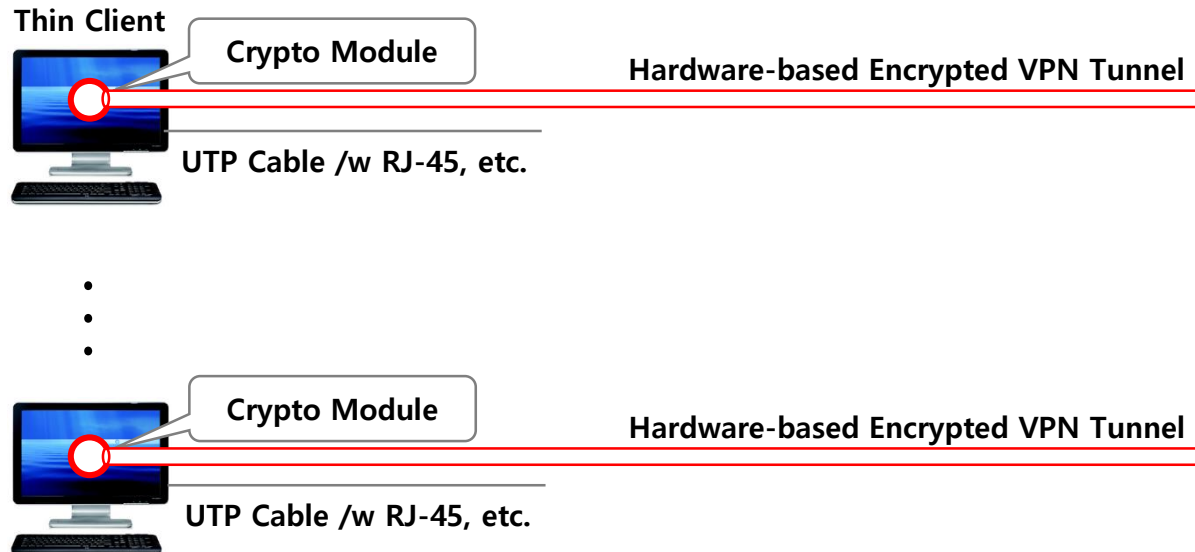 Thin Client
Crypto Module
Hardware-based Encrypted VPN Tunnel
UTP Cable /w RJ-45, etc.
Crypto Module
Hardware-based Encrypted VPN Tunnel
UTP Cable /w RJ-45, etc.